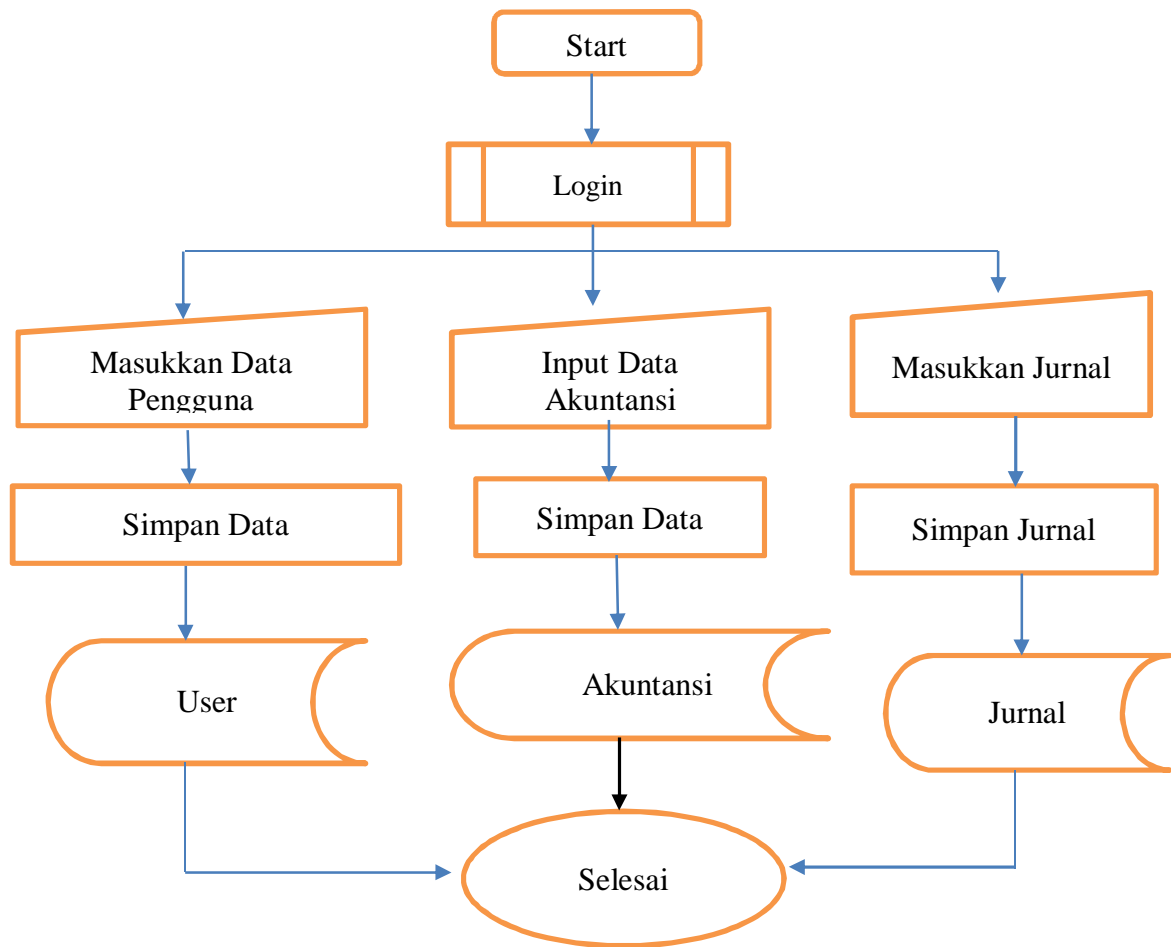 Start
Login
Masukkan Data
Pengguna
Input Data
Akuntansi
Masukkan Jurnal
Simpan Data
Simpan Data
Simpan Jurnal
User
Akuntansi
Jurnal
Selesai